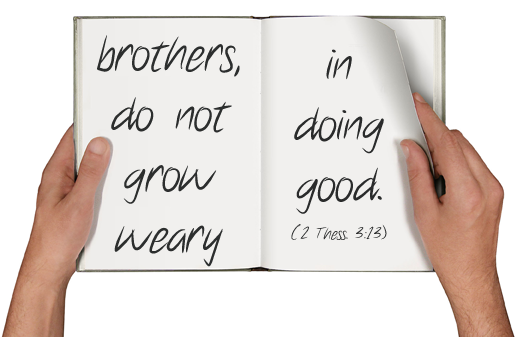 brothers,
do not
grow
weary
in
doing
good.
(2 Thess. 3:13)